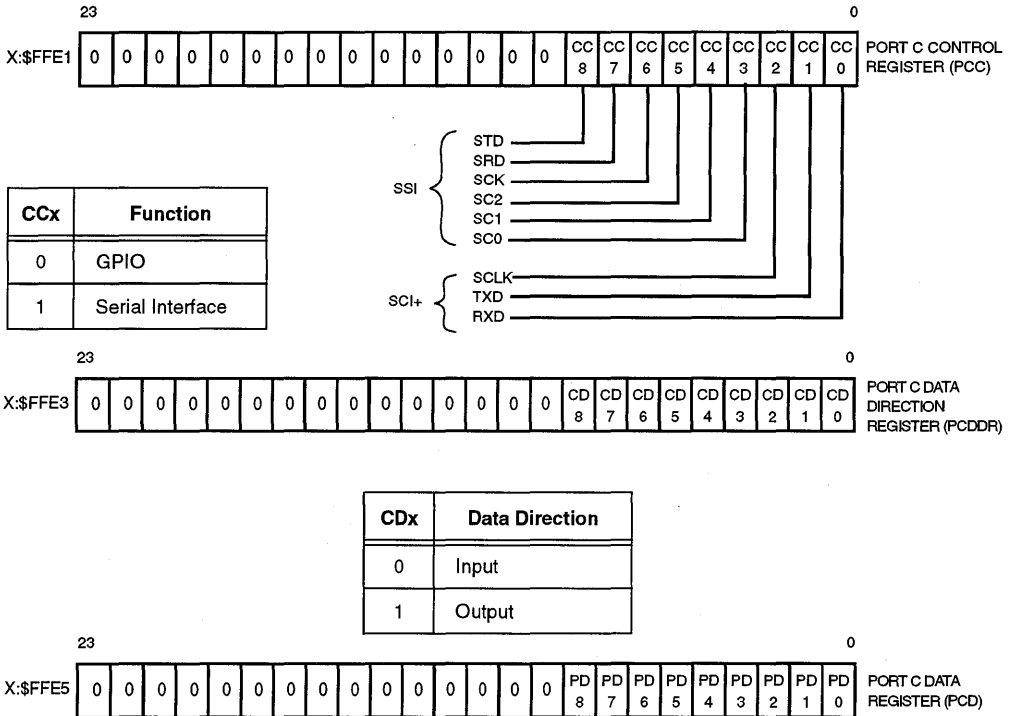 23 0
X:$FFE1 0 0 0 0 0 0 0 0 0 0 0 0 0 0 0 CC 8 CC 7 CC 6 CC 5 CC 4 CC 3 CC 2 CC 1 CC 0 PORT C CONTROL
REGISTER (PCC)
SSI
STD
SRD
SCK
SC2
SC1
SC0
SCI+
SCLK
TXD
RXD
CCx Function
0 GPIO
1 Serial Interface
23 0
X:$FFE3 0 0 0 0 0 0 0 0 0 0 0 0 0 0 0 CD 8 CD 7 CD 6 CD 5 CD 4 CD 3 CD 2 CD 1 CD 0 PORT C DATA
DIRECTION
REGISTER (PCDDR)
CDx Data Direction
0 Input
1 Output
23 0
X:$FFE5 0 0 0 0 0 0 0 0 0 0 0 0 0 0 0 PD 8 PD 7 PD 6 PD 5 PD 4 PD 3 PD 2 PD 1 PD 0 PORT C DATA
REGISTER (PCD)